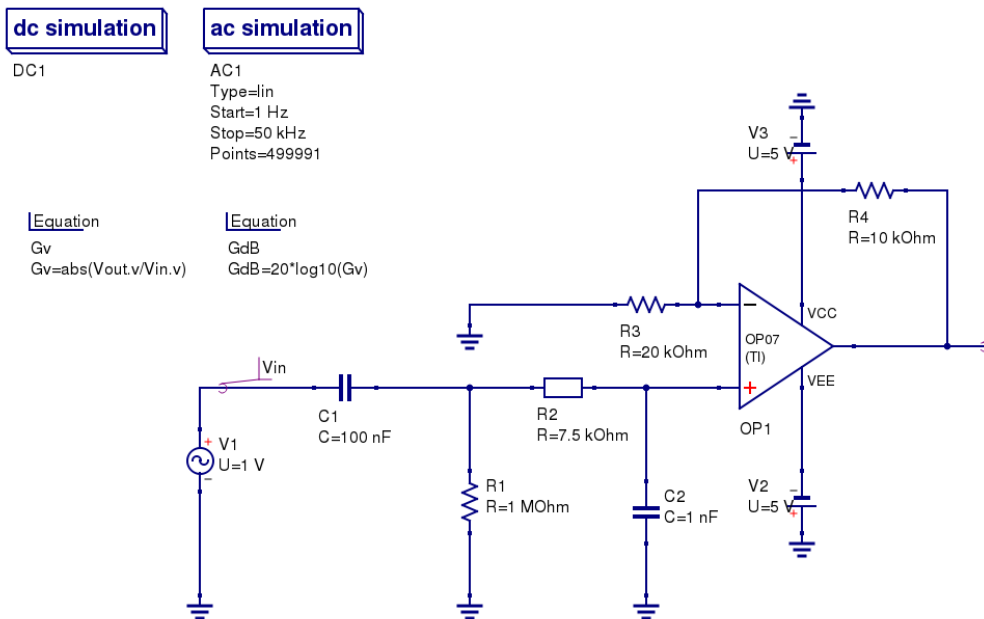 dc simulation
ac simulation
DC1
AC1
Type=lin
Start=1 Hz
Stop=50 kHz
Points=499991
Equation
Gv
Gv=abs(Vout.v/Vin.v)
Equation
GdB
GdB=20*log10(Gv)
V3
U=5 V
R4
R=10 kOhm
R3
R=20 kOhm
VCC
OP07
(TI)
VEE
OP1
Vin
C1
C=100 nF
R2
R=7.5 kOhm
V1
U=1 V
R1
R=1 MOhm
C2
C=1 nF
V2
U=5 V